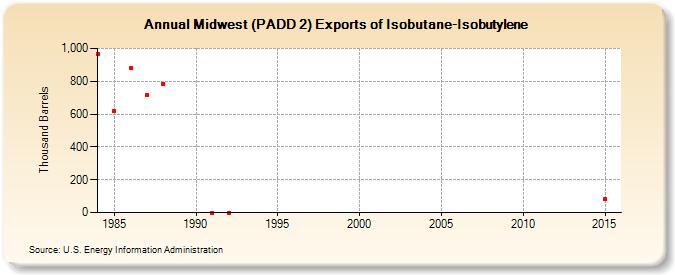 Annual Midwest (PADD 2) Exports of Isobutane-Isobutylene
Thousand Barrels
1,000
800
600
400
200
0
1985 1990 1995 2000 2005 2010 2015
Source: U.S. Energy Information Administration